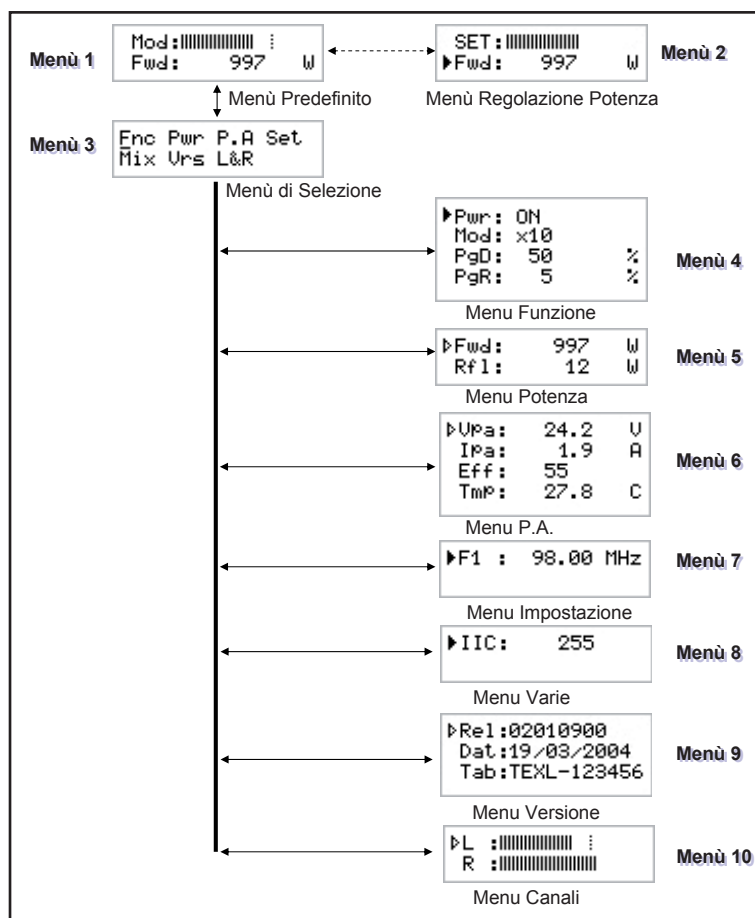 Menù 1
Mod:
Fwd: 997 W
SET:
Fwd: 997 W
Menù 2
Menù Predefinito
Menù Regolazione Potenza
Menù 3
Fnc Pwr P.A Set
Mix Vrs L&R
Menù di Selezione
Pwr: ON
Mod: x10
PgD: 50 %
PgR: 5 %
Menù 4
Menu Funzione
Fwd: 997 W
Rfl: 12 W
Menù 5
Menu Potenza
Vpa: 24.2 V
Ipa: 1.9 A
Eff: 55
Tmp: 27.8 C
Menù 6
Menu P.A.
F1 : 98.00 MHz
Menù 7
Menu Impostazione
IIC: 255
Menù 8
Menu Varie
Rel:02010900
Dat:19/03/2004
Tab:TEXL-123456
Menù 9
Menu Versione
L :
R :
Menù 10
Menu Canali